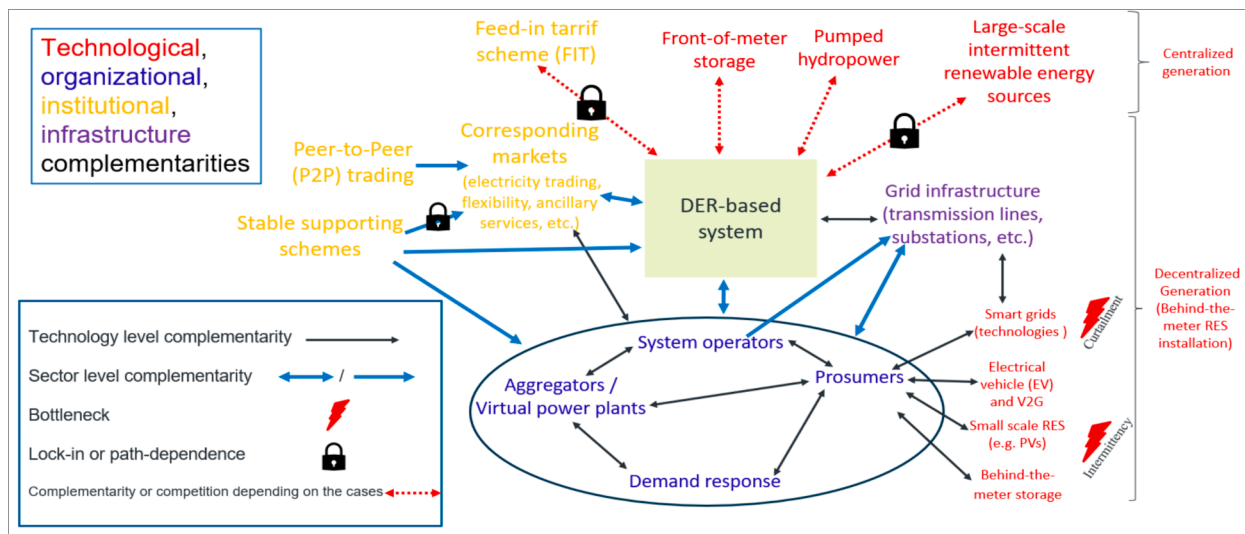 Technological,
organizational,
institutional,
infrastructure
complementarities
Feed-in tarrif
scheme (FIT)
Front-of-meter
storage
Pumped
hydropower
Large-scale
intermittent
renewable energy
sources
Centralized
generation
Peer-to-Peer
(P2P) trading
Corresponding
markets
(electricity trading,
flexibility, ancillary
services, etc.)
Stable supporting
schemes
DER-based
system
Grid infrastructure
(transmission lines,
substations, etc.)
Decentralized
Generation
(Behind-the-
meter RES
installation)
Smart grids
(technologies )
Curtailment
Electrical
vehicle (EV)
and V2G
Small scale RES
(e.g. PVs)
Intermittency
Behind-the-
meter storage
System operators
Aggregators /
Virtual power plants
Prosumers
Demand response
Technology level complementarity
Sector level complementarity
/
Bottleneck
Lock-in or path-dependence
Complementarity or competition depending on the cases